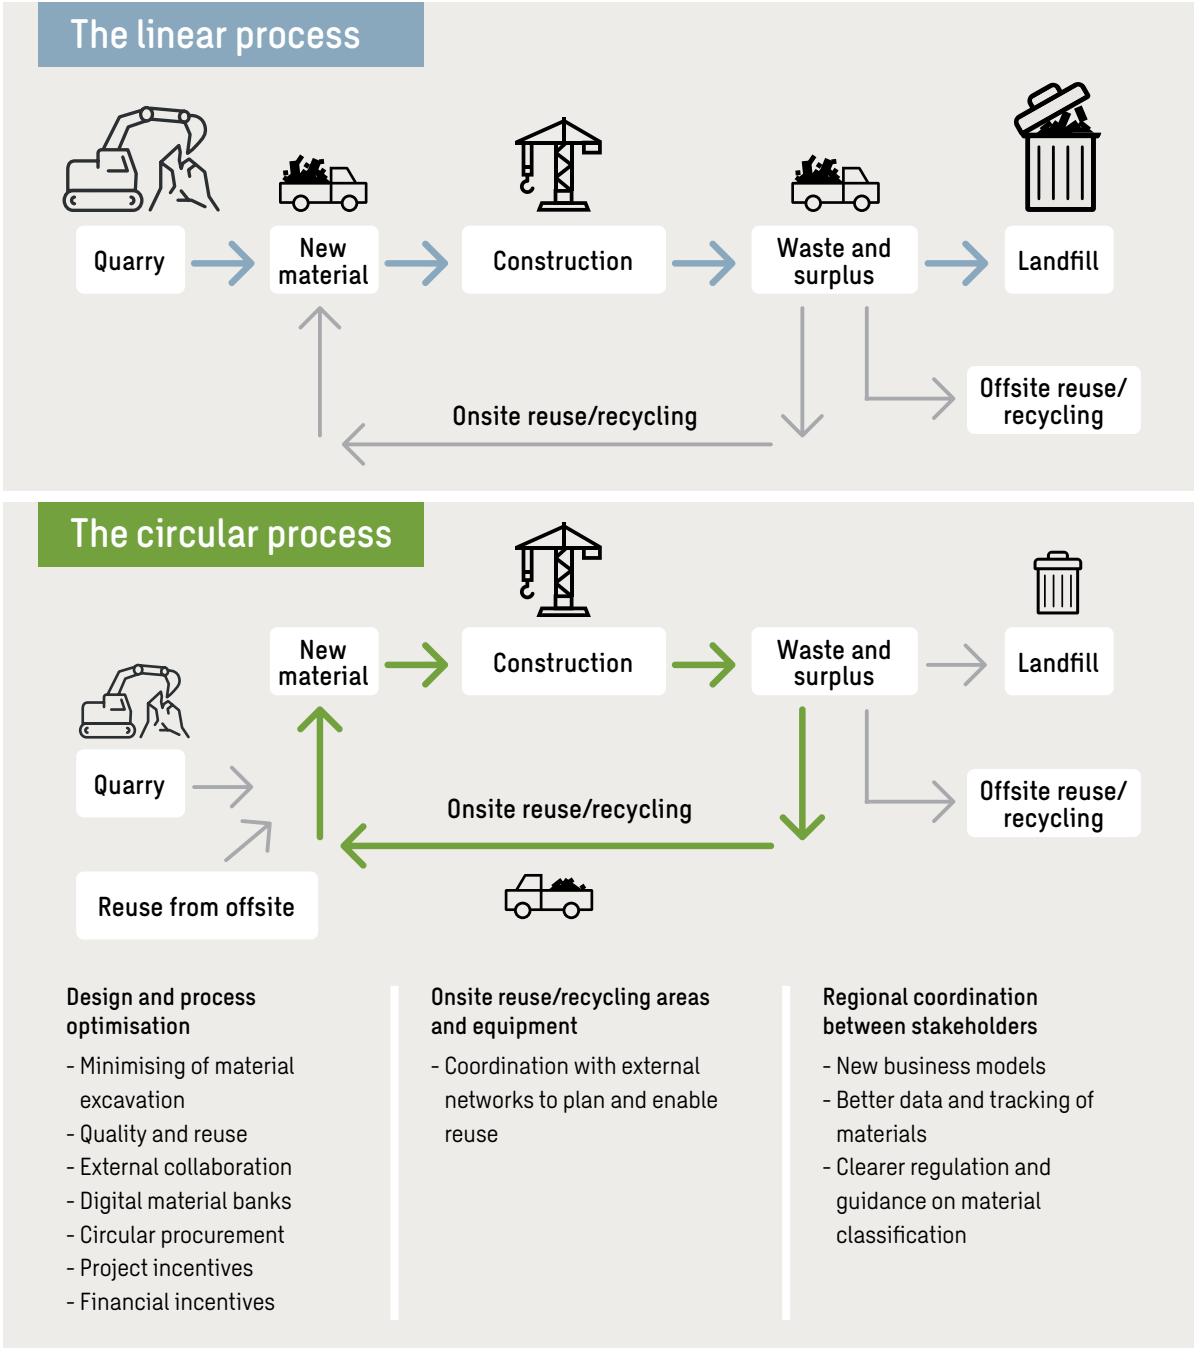 The linear process
Quarry
New
material
Construction
Waste and
surplus
Landfill
Offsite reuse/
recycling
Onsite reuse/recycling
The circular process
New
material
Construction
Waste and
surplus
Landfill
Quarry
Offsite reuse/
recycling
Onsite reuse/recycling
Reuse from offsite
Design and process
optimisation
- Minimising of material
excavation
- Quality and reuse
- External collaboration
- Digital material banks
- Circular procurement
- Project incentives
- Financial incentives
Onsite reuse/recycling areas
and equipment
- Coordination with external
networks to plan and enable
reuse
Regional coordination
between stakeholders
- New business models
- Better data and tracking of
materials
- Clearer regulation and
guidance on material
classification